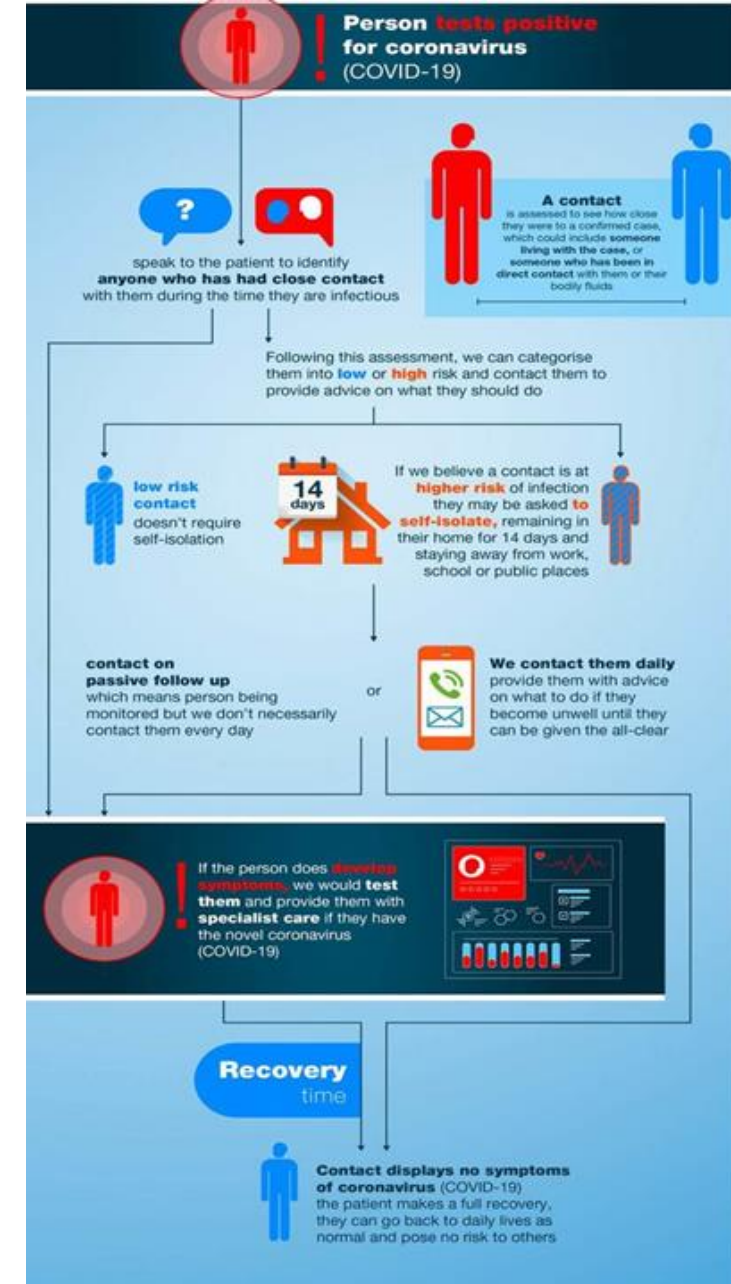 Person tests positive
for coronavirus
(COVID-19)
?
speak to the patient to identify
anyone who has had close contact
with them during the time they are infectious
A contact
is assessed to see how close
they were to a confirmed case,
which could include someone
living with the case, or
someone who has been in
direct contact with them or their
bodily fluids
Following this assessment, we can categorise
them into low or high risk and contact them to
provide advice on what they should do
low risk
contact
doesn't require
self-isolation
14
days
If we believe a contact is at
higher risk of infection
they may be asked to
self-isolate, remaining in
their home for 14 days and
staying away from work,
school or public places
contact on
passive follow up
which means person being
monitored but we don't necessarily
contact them every day
or
We contact them daily
provide them with advice
on what to do if they
become unwell until they
can be given the all-clear
If the person does develop
symptoms, we would test
them and provide them with
specialist care if they have
the novel coronavirus
(COVID-19)
Recovery
time
Contact displays no symptoms
of coronavirus (COVID-19)
the patient makes a full recovery,
they can go back to daily lives as
normal and pose no risk to others